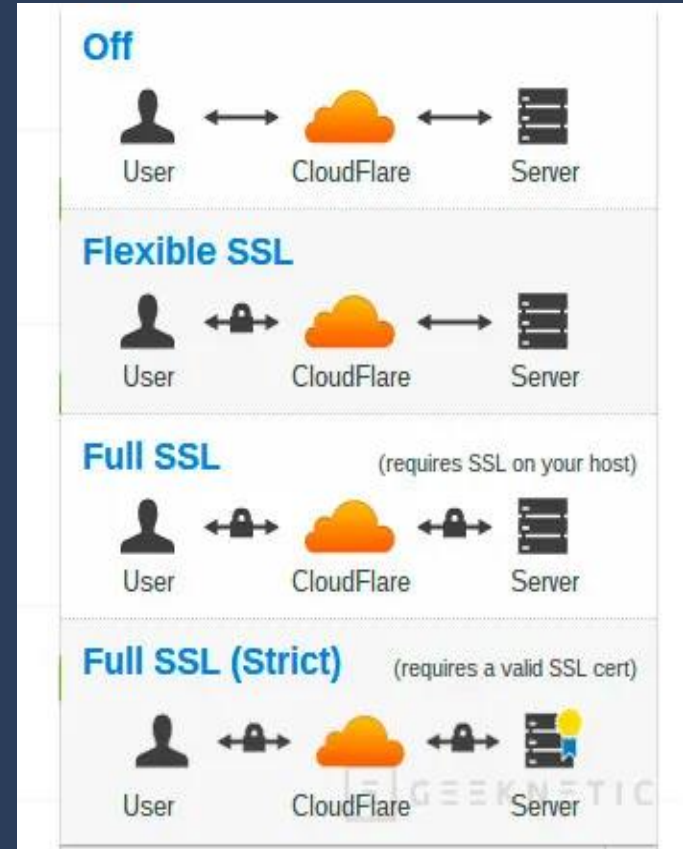 Off
User CloudFlare Server
Flexible SSL
User CloudFlare Server
Full SSL (requires SSL on your host)
User CloudFlare Server
Full SSL (Strict) (requires a valid SSL cert)
User CloudFlare Server
GEEKNETIC